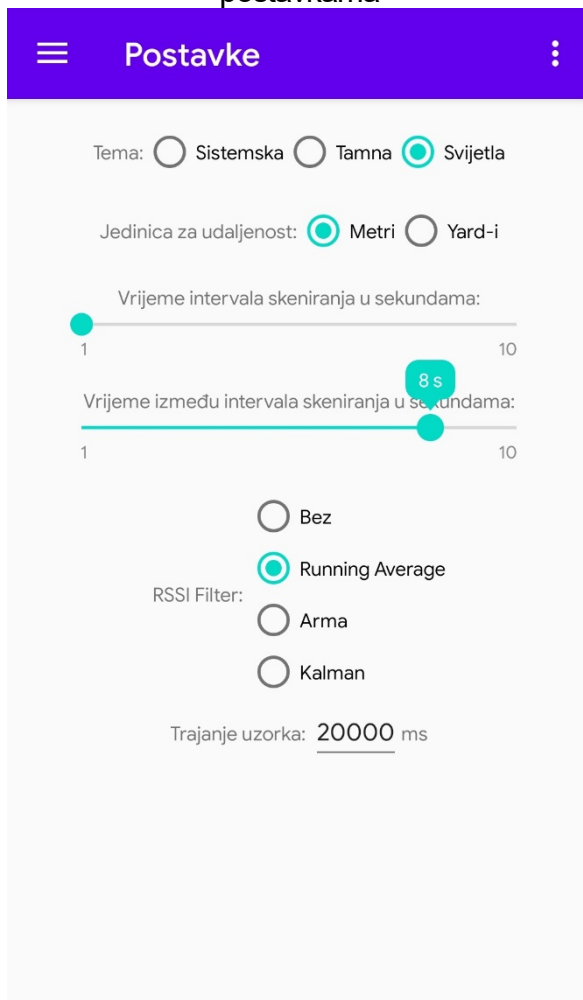 postavkama
Postavke
Tema: Sistemska Tamna Svijetla
Jedinica za udaljenost: Metri Yard-i
Vrijeme intervala skeniranja u sekundama:
1 10
8 s
Vrijeme između intervala skeniranja u sekundama:
1 10
Bez
Running Average
RSSI Filter:
Arma
Kalman
Trajanje uzorka: 20000 ms